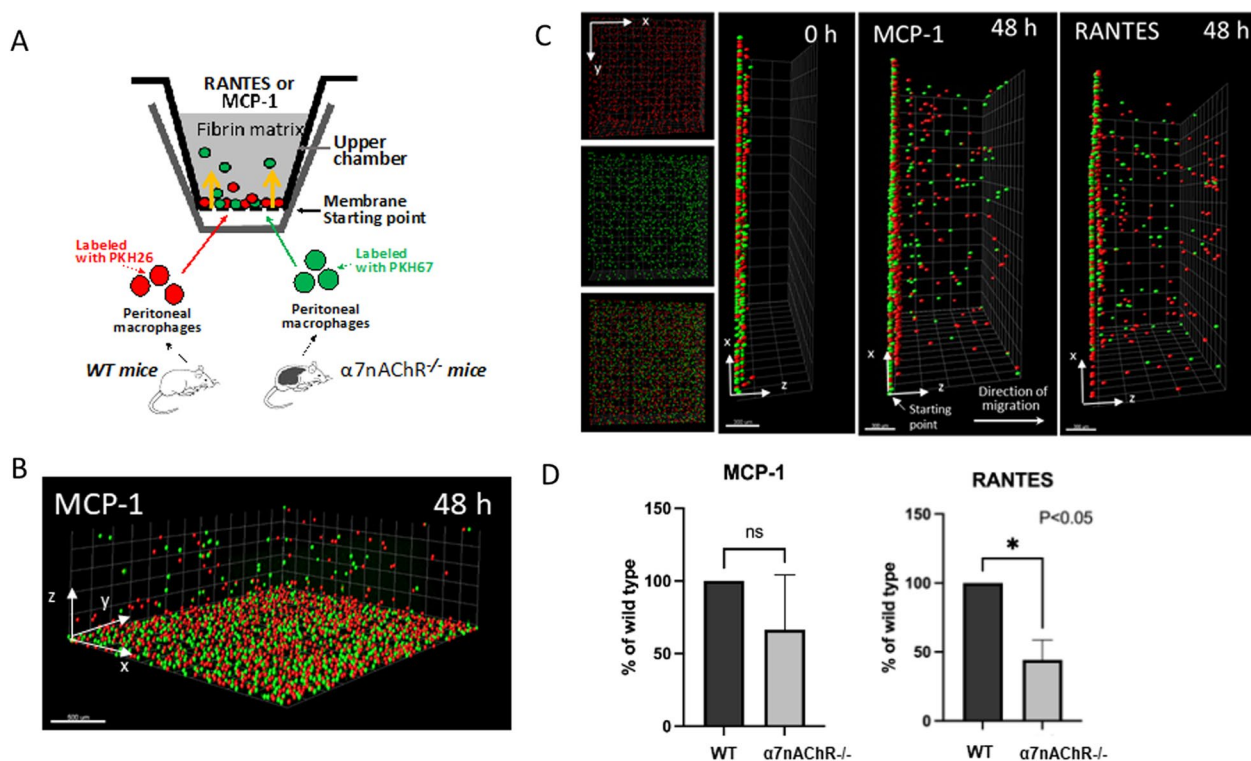 A
RANTES or
MCP-1
Fibrin matrix
Upper
chamber
Membrane
Starting point
Labeled
with PKH26
Labeled
with PKH67
Peritoneal
macrophages
Peritoneal
macrophages
WT mice
α7nAChR-/- mice
B
MCP-1
48 h
z
y
x
500 μm
C
x
y
0 h
x
z
300 μm
MCP-1
48 h
x
z
Starting
point
Direction of
migration
RANTES
48 h
x
z
D
MCP-1
150
100
50
0
% of wild type
ns
WT
α7nAChR-/-
RANTES
P<0.05
150
100
50
0
% of wild type
*
WT
α7nAChR-/-